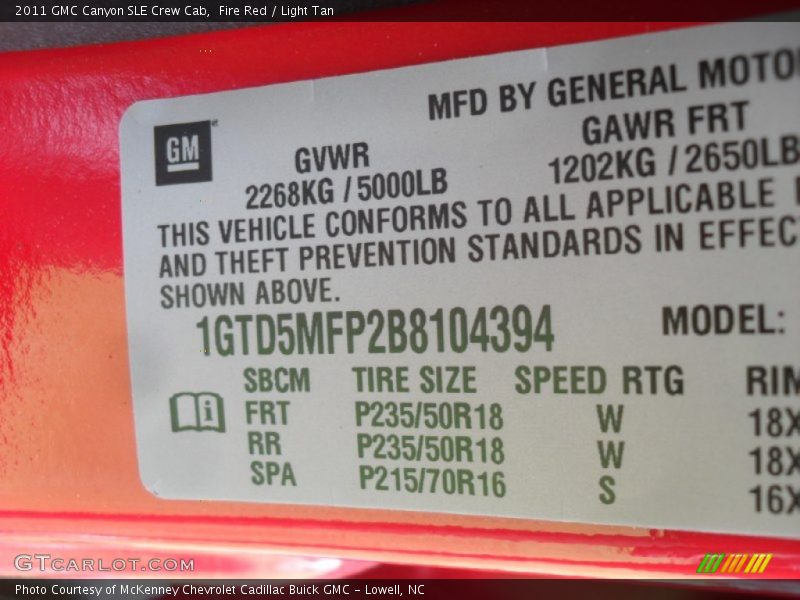 2011 GMC Canyon SLE Crew Cab,  Fire Red / Light Tan
MFD BY GENERAL MOTO
GM
GVWR
GAWR FRT
2268KG / 5000LB
1202KG / 2650LB
THIS VEHICLE CONFORMS TO ALL APPLICABLE
AND THEFT PREVENTION STANDARDS IN EFFEC
SHOWN ABOVE.
1GTD5MFP2B8104394
MODEL:
SBCM TIRE SIZE SPEED RTG RIM
FRT P235/50R18 W 18X
RR P235/50R18 W 18X
SPA P215/70R16 S 16X
GTCARLOT.COM
Photo Courtesy of McKenney Chevrolet Cadillac Buick GMC – Lowell, NC